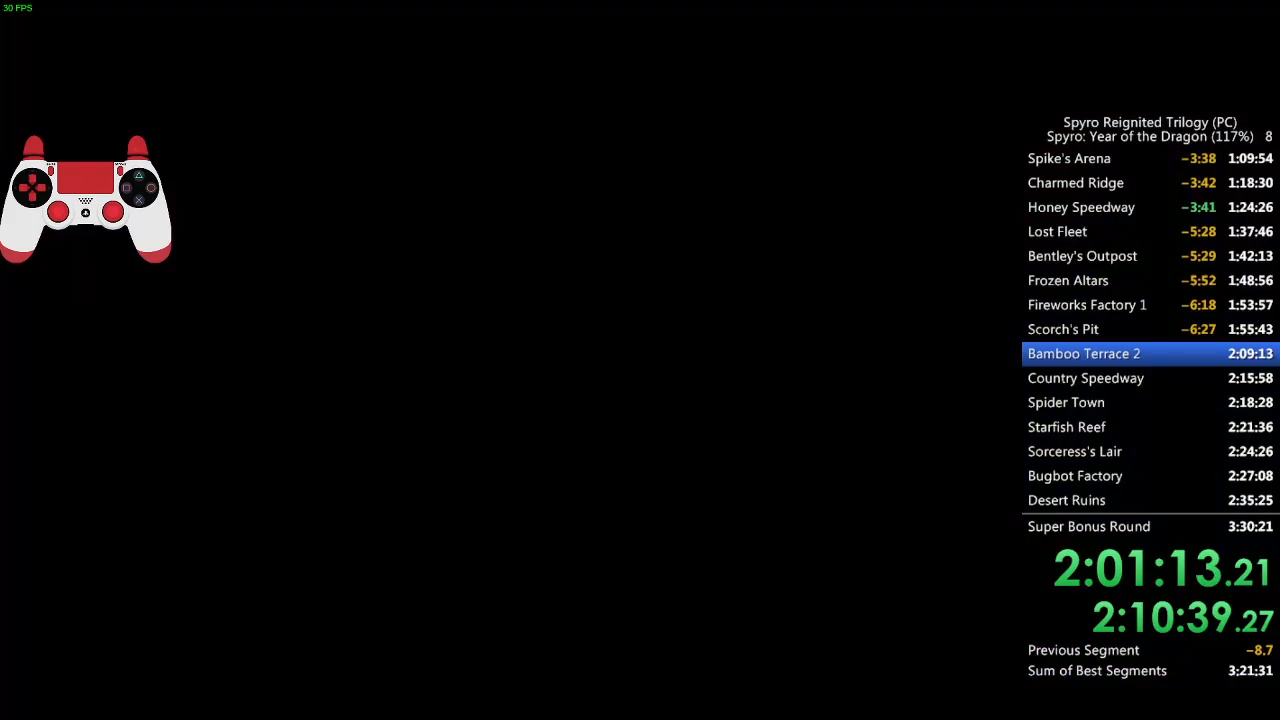 30 FPS
Spyro Reignited Trilogy (PC)
Spyro: Year of the Dragon (117%) 8
Spike's Arena −3:38 1:09:54
Charmed Ridge −3:42 1:18:30
Honey Speedway −3:41 1:24:26
Lost Fleet −5:28 1:37:46
Bentley's Outpost −5:29 1:42:13
Frozen Altars −5:52 1:48:56
Fireworks Factory 1 −6:18 1:53:57
Scorch's Pit −6:27 1:55:43
Bamboo Terrace 2 2:09:13
Country Speedway 2:15:58
Spider Town 2:18:28
Starfish Reef 2:21:36
Sorceress's Lair 2:24:26
Bugbot Factory 2:27:08
Desert Ruins 2:35:25
Super Bonus Round 3:30:21
2:01:13.21
2:10:39.27
Previous Segment −8.7
Sum of Best Segments 3:21:31